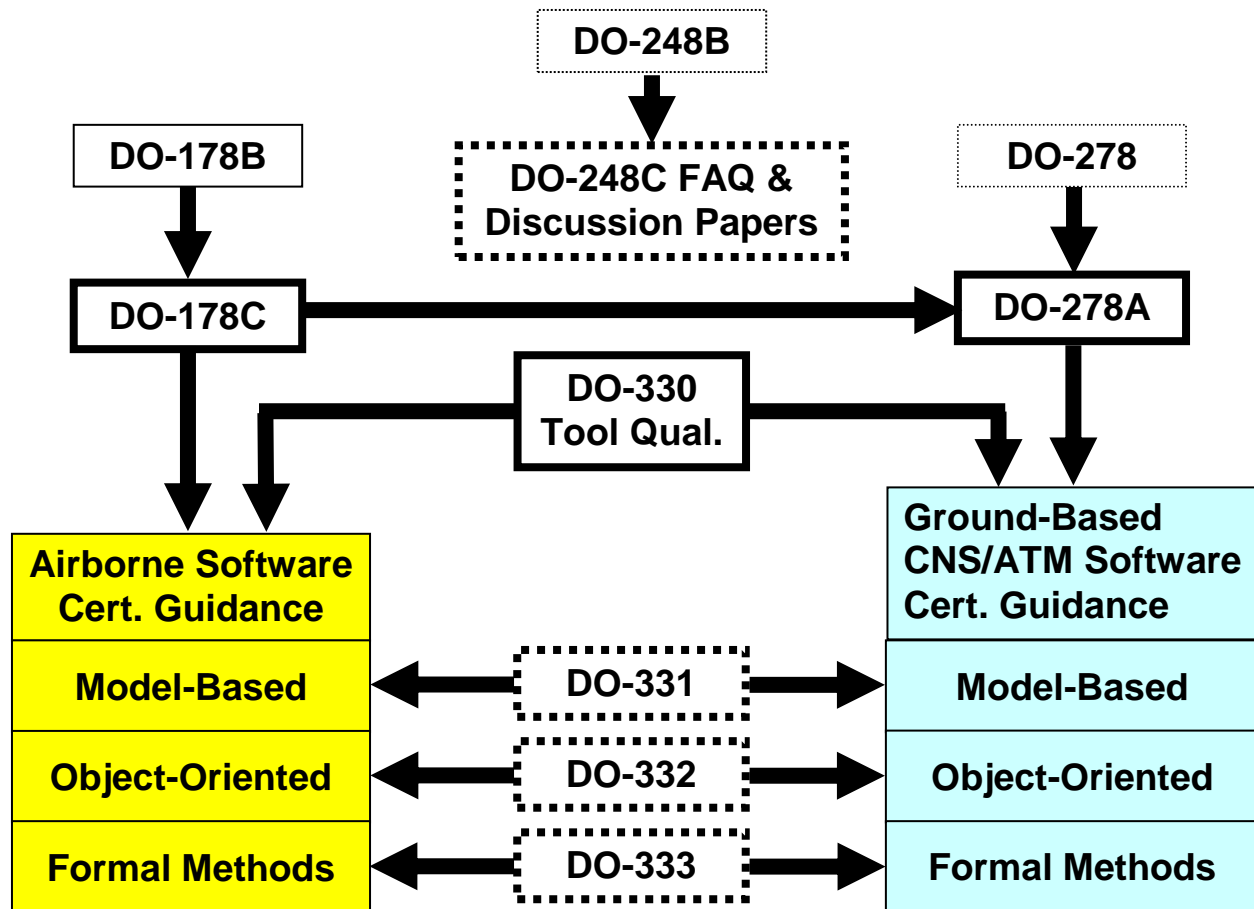 DO-248B
DO-178B
DO-248C FAQ &
Discussion Papers
DO-278
DO-178C
DO-278A
DO-330
Tool Qual.
Airborne Software
Cert. Guidance
Ground-Based
CNS/ATM Software
Cert. Guidance
Model-Based
DO-331
Model-Based
Object-Oriented
DO-332
Object-Oriented
Formal Methods
DO-333
Formal Methods